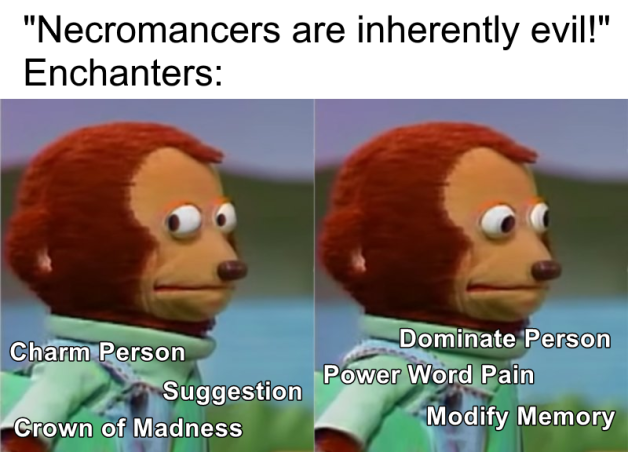 "Necromancers are inherently evil!"
Enchanters:
Charm Person
Suggestion
Crown of Madness
Dominate Person
Power Word Pain
Modify Memory